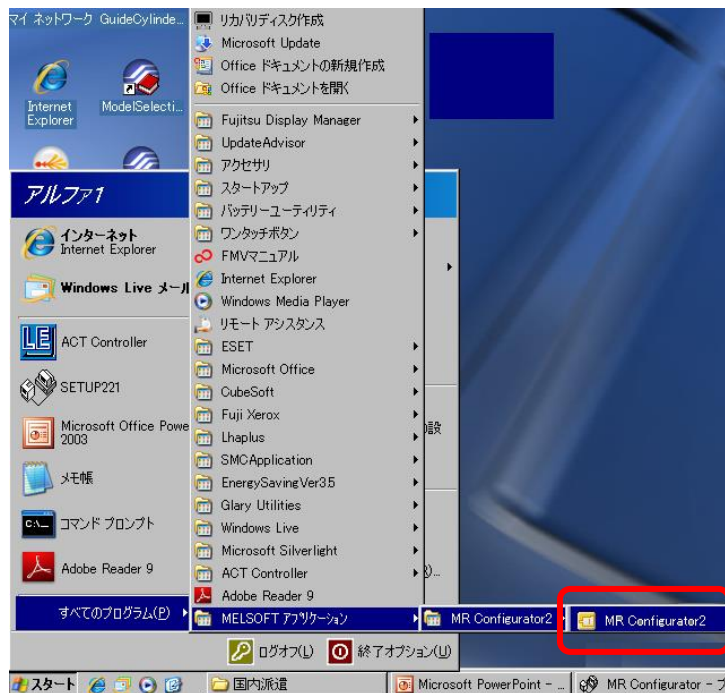 マイ ネットワーク GuideCylinde...
Internet Explorer
ModelSelecti...
リカバリディスク作成
Microsoft Update
Office ドキュメントの新規作成
Office ドキュメントを開く
Fujitsu Display Manager
UpdateAdvisor
アクセサリ
スタートアップ
バッテリーユーティリティ
ワンタッチボタン
FMVマニュアル
Internet Explorer
Windows Media Player
リモート アシスタンス
ESET
Microsoft Office
CubeSoft
Fuji Xerox
Lhaplus
SMCApplication
EnergySavingVer35
Glary Utilities
Windows Live
Microsoft Silverlight
ACT Controller
Adobe Reader 9
MELSOFT アプリケーション
MR Configurator2
MR Configurator2
アルファ1
インターネット
Internet Explorer
Windows Live メール
ACT Controller
SETUP221
Microsoft Office Powe
2003
メモ帳
コマンド プロンプト
Adobe Reader 9
すべてのプログラム(P)
の設
ログオフ(L)
終了オプション(U)
スタート
国内派遣
Microsoft PowerPoint - ...
MR Configurator - プ